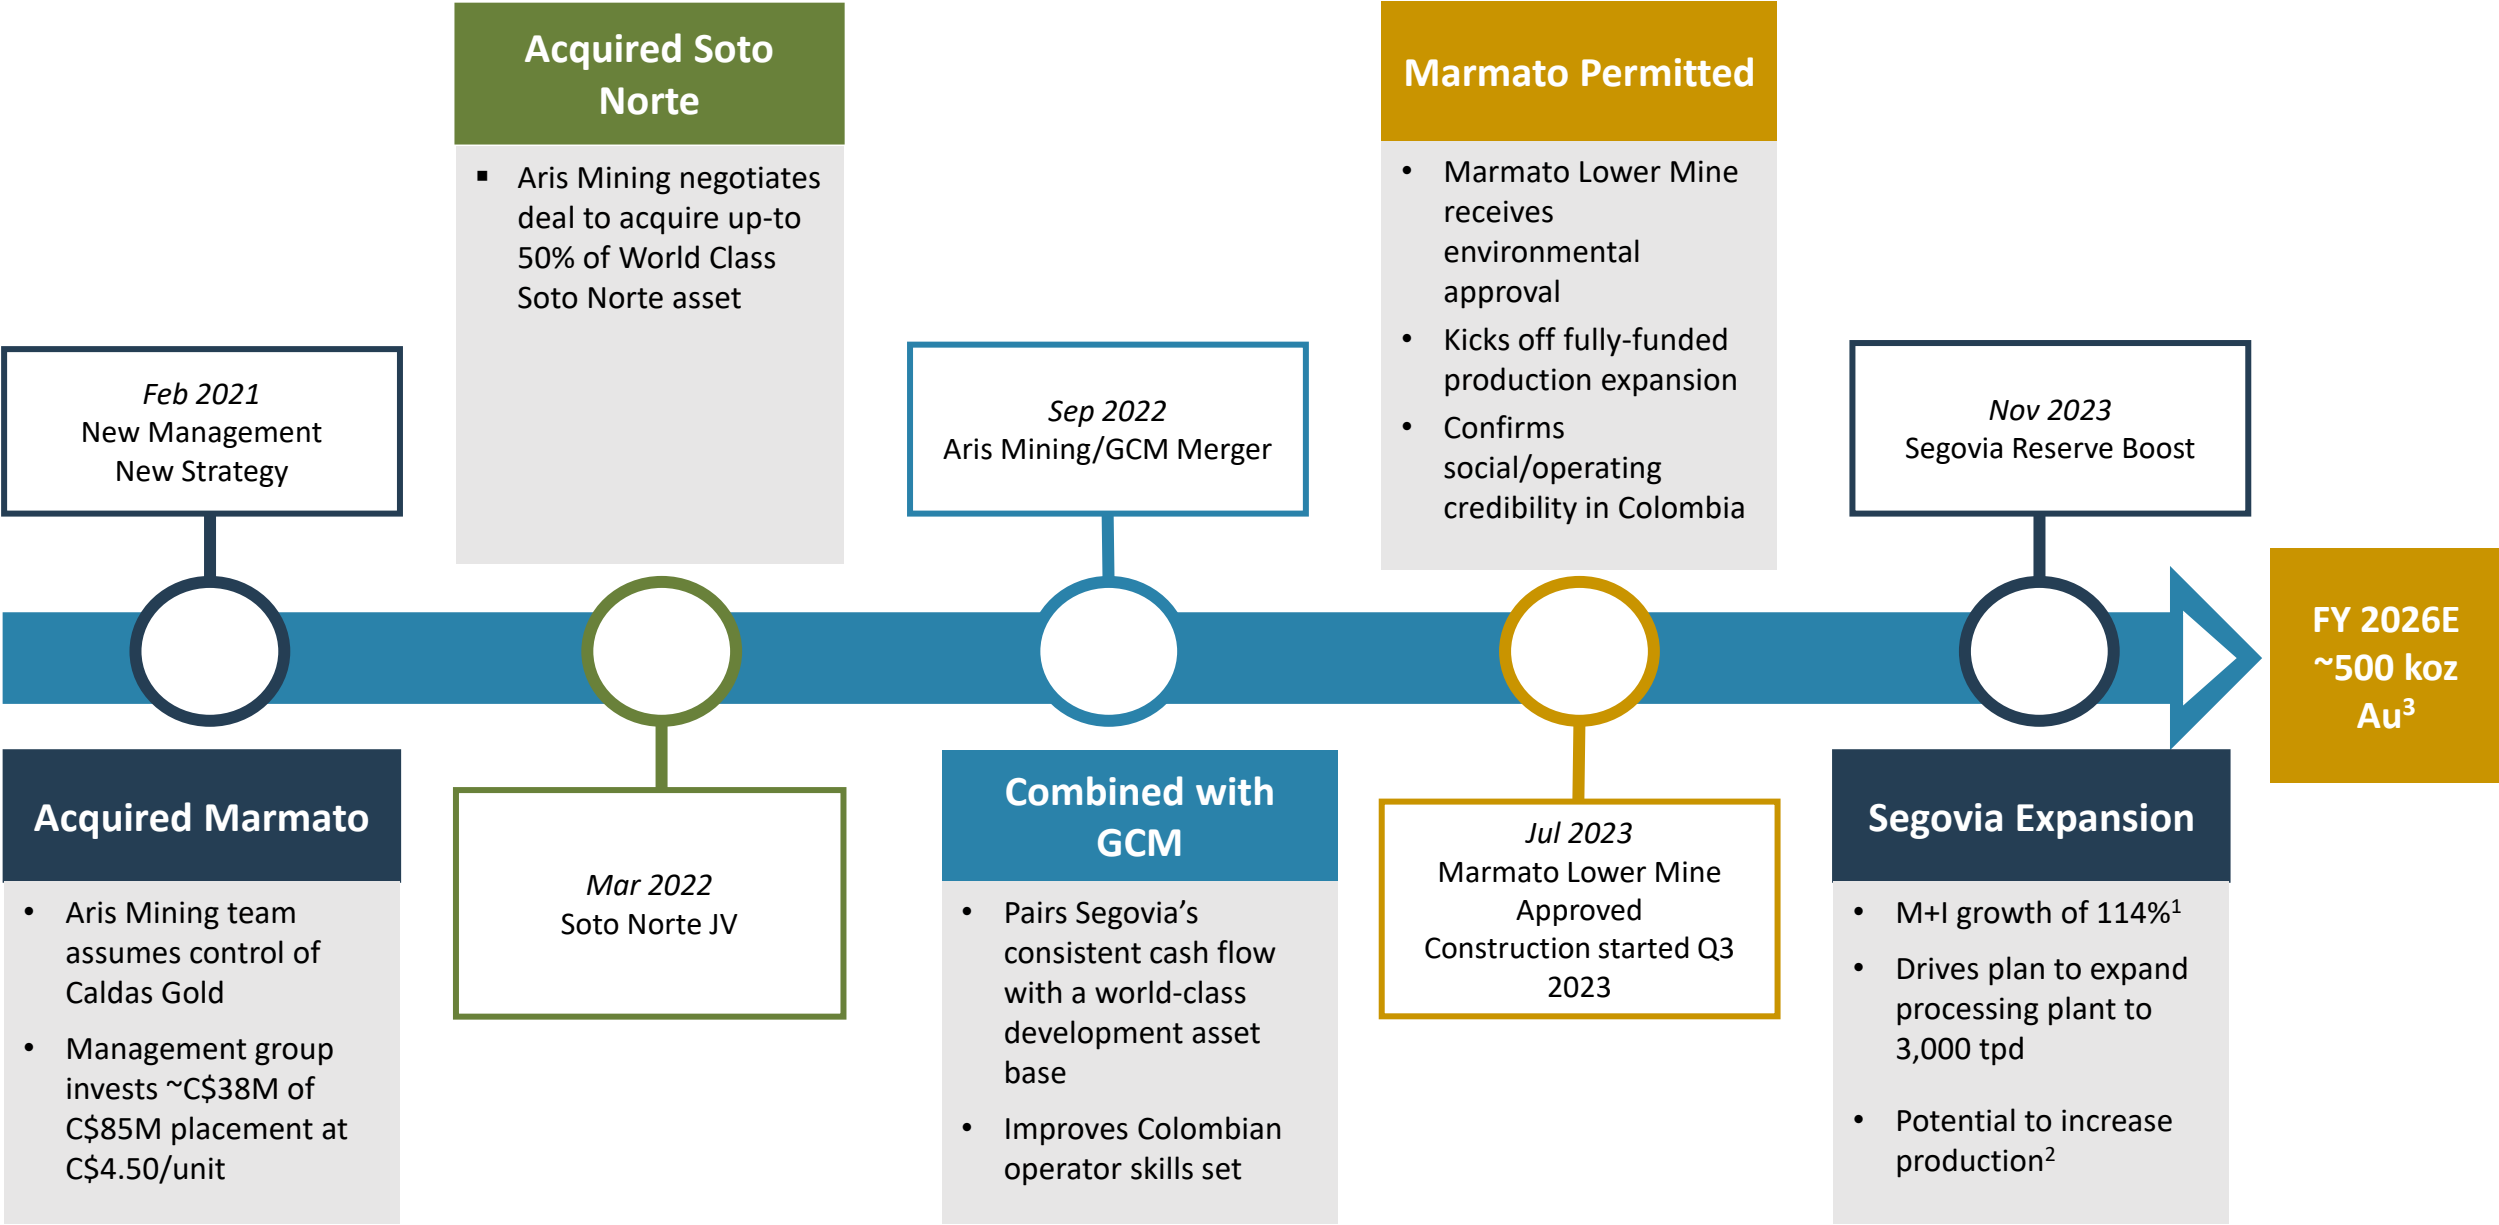 Feb 2021
New Management
New Strategy
Acquired Marmato
• Aris Mining team
assumes control of
Caldas Gold
• Management group
invests ~C$38M of
C$85M placement at
C$4.50/unit
Acquired Soto
Norte
▪ Aris Mining negotiates
deal to acquire up-to
50% of World Class
Soto Norte asset
Mar 2022
Soto Norte JV
Sep 2022
Aris Mining/GCM Merger
Combined with
GCM
• Pairs Segovia’s
consistent cash flow
with a world-class
development asset
base
• Improves Colombian
operator skills set
Marmato Permitted
• Marmato Lower Mine
receives
environmental
approval
• Kicks off fully-funded
production expansion
• Confirms
social/operating
credibility in Colombia
Jul 2023
Marmato Lower Mine
Approved
Construction started Q3
2023
Nov 2023
Segovia Reserve Boost
Segovia Expansion
• M+I growth of 114%¹
• Drives plan to expand
processing plant to
3,000 tpd
• Potential to increase
production²
FY 2026E
~500 koz
Au³